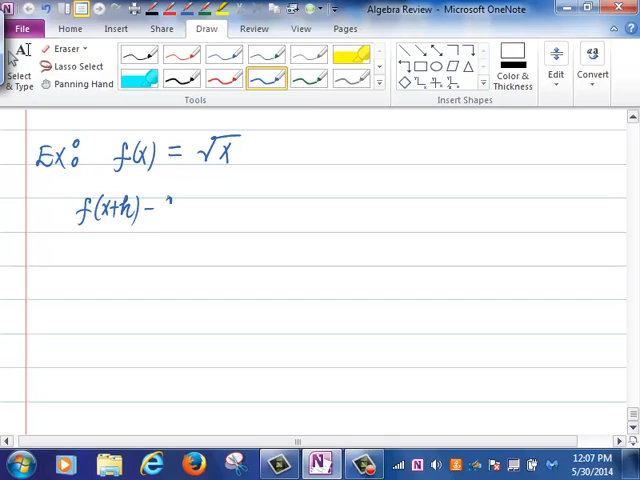 Algebra Review - Microsoft OneNote
File Home Insert Share Draw Review View Pages
Select & Type
Eraser
Lasso Select
Panning Hand
Color & Thickness
Edit
Convert
Tools
Insert Shapes
Ex: f(x) = √x
f(x+h) −
12:07 PM
5/30/2014